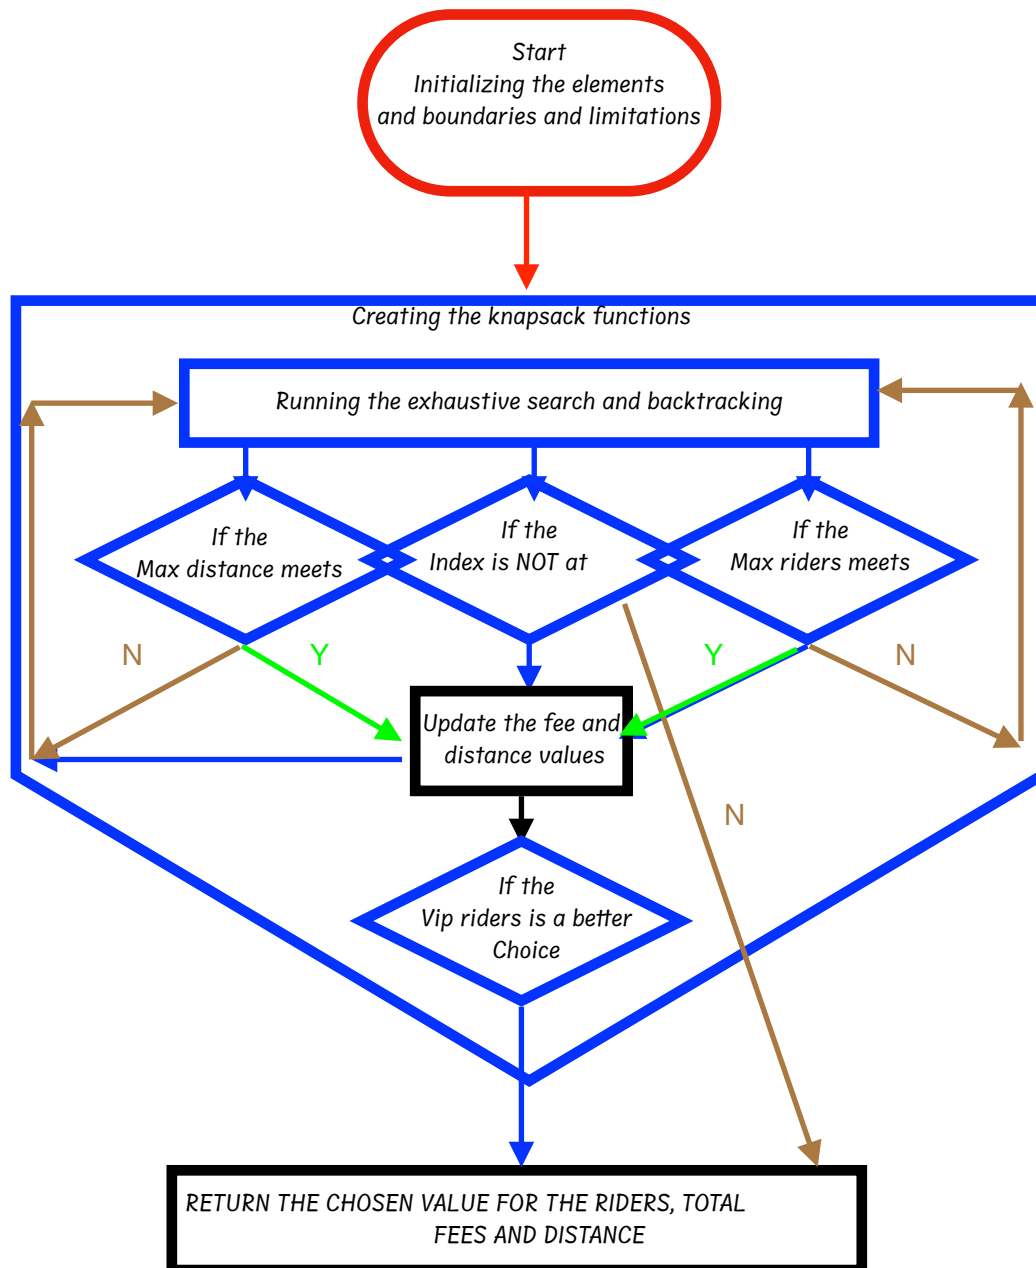 Start
Initializing the elements
and boundaries and limitations
Creating the knapsack functions
Running the exhaustive search and backtracking
If the
Max distance meets
If the
Index is NOT at
If the
Max riders meets
N
Y
Y
N
Update the fee and
distance values
N
If the
Vip riders is a better
Choice
RETURN THE CHOSEN VALUE FOR THE RIDERS, TOTAL
FEES AND DISTANCE